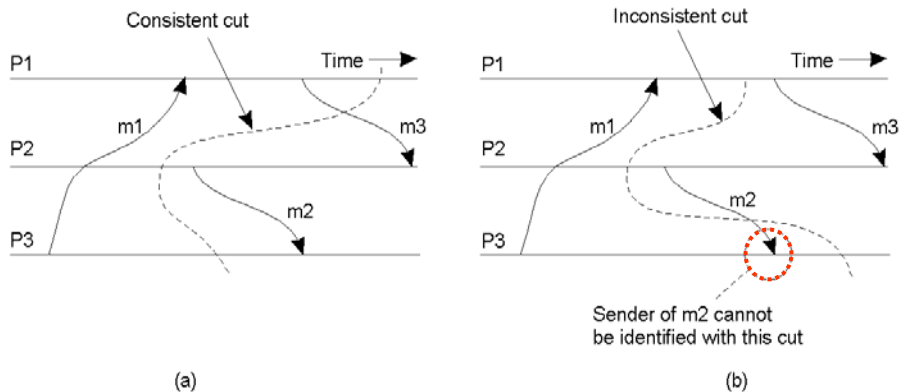 Consistent cut
P1
Time
m1
m3
P2
m2
P3
(a)
Inconsistent cut
P1
Time
m1
m3
P2
m2
P3
Sender of m2 cannot
be identified with this cut
(b)